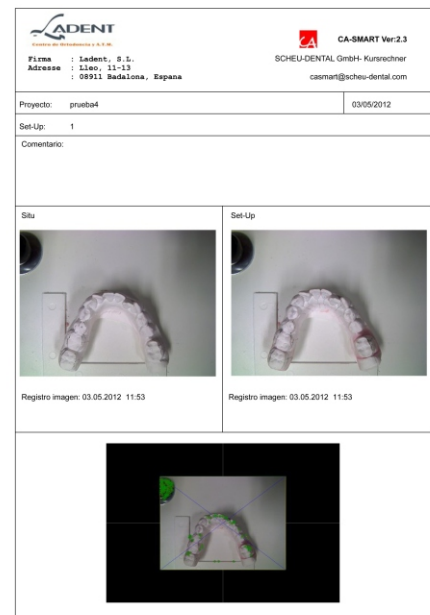 LADENT
Centro de Ortodoncia y A.T.M.
Firma : Ladent, S.L.
Adresse : Lleo, 11-13
: 08911 Badalona, Espana
CA
CA-SMART Ver:2.3
SCHEU-DENTAL GmbH- Kursrechner
casmart@scheu-dental.com
Proyecto: prueba4
03/05/2012
Set-Up: 1
Comentario:
Situ
Set-Up
Registro imagen: 03.05.2012 11:53
Registro imagen: 03.05.2012 11:53